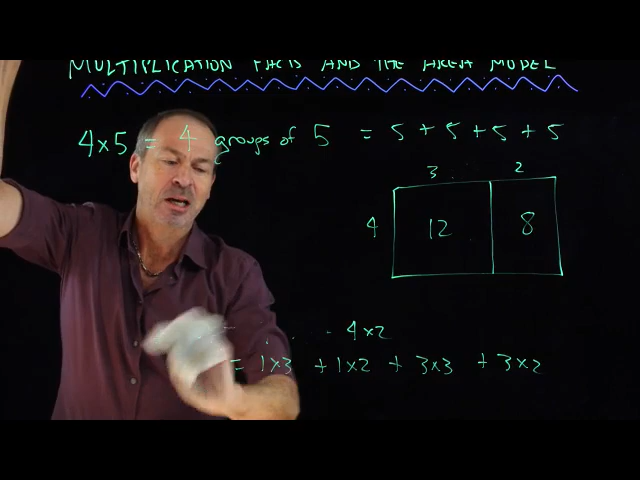 MULTIPLICATION FACTS AND THE AREA MODEL
4x5 = 4 groups of 5 = 5 + 5 + 5 + 5
3 2
4 12 8
4x2
= 1x3 + 1x2 + 3x3 + 3x2